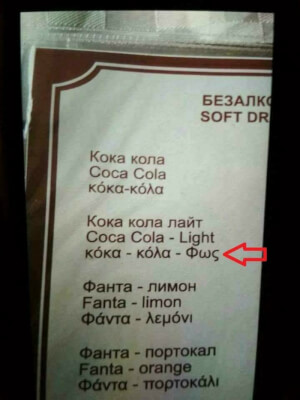 БЕЗАЛКО
SOFT DR
Кока кола
Coca Cola
κόκα-κόλα
Кока кола лайт
Coca Cola - Light
κόκα - κόλα - Φως
Фанта - лимон
Fanta - limon
Φάντα - λεμόνι
Фанта - портокал
Fanta - orange
Φάντα - πορτοκάλι